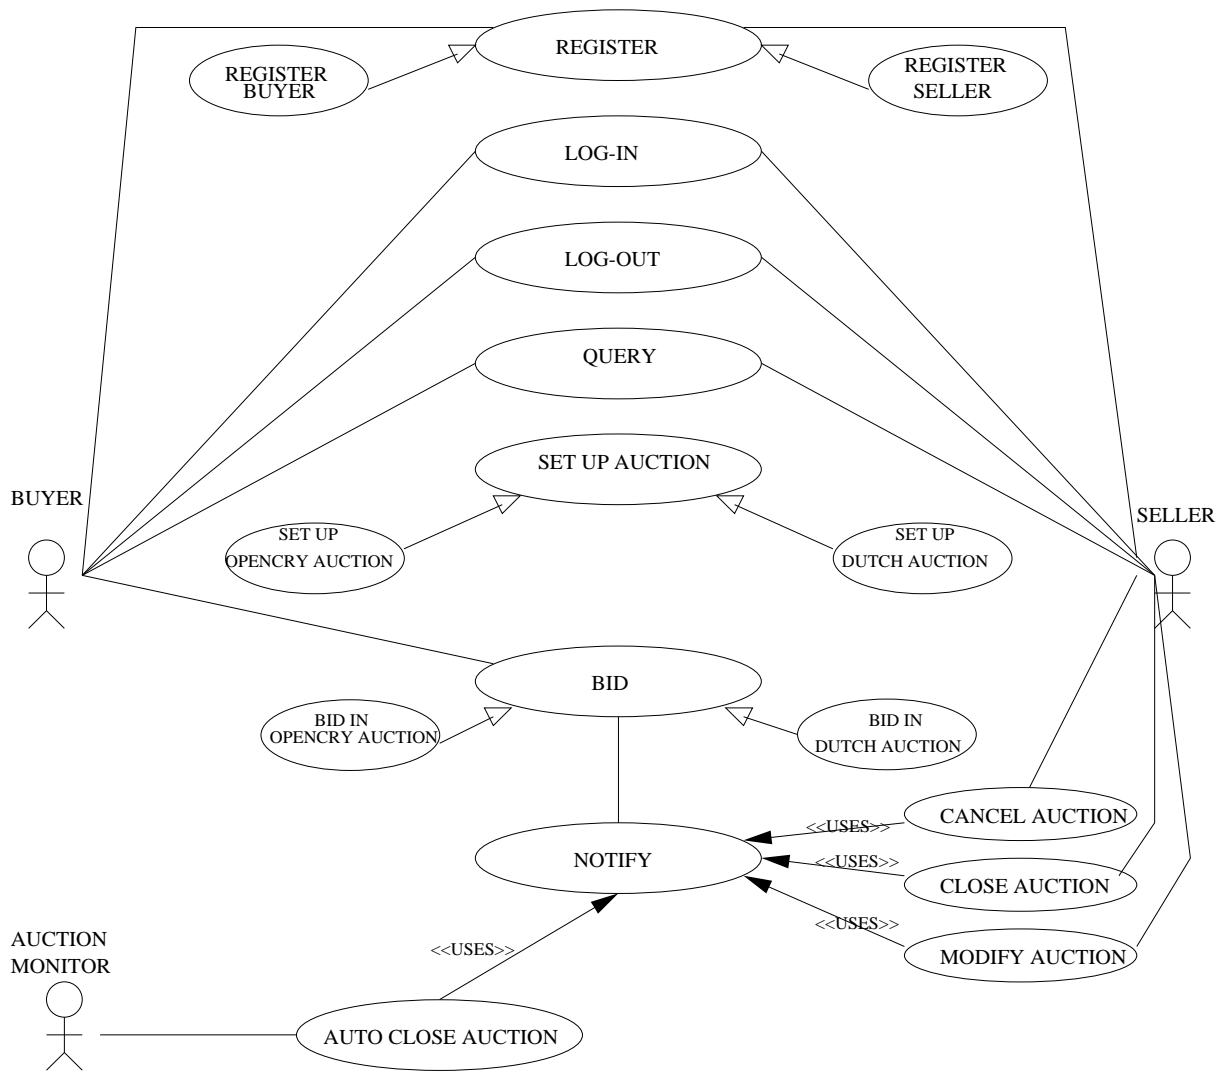 REGISTER
REGISTER
BUYER
REGISTER
SELLER
LOG-IN
LOG-OUT
QUERY
SET UP AUCTION
BUYER
SELLER
SET UP
OPENCRY AUCTION
SET UP
DUTCH AUCTION
BID
BID IN
OPENCRY AUCTION
BID IN
DUTCH AUCTION
<<USES>>
CANCEL AUCTION
NOTIFY
<<USES>>
CLOSE AUCTION
<<USES>>
MODIFY AUCTION
<<USES>>
AUCTION
MONITOR
AUTO CLOSE AUCTION